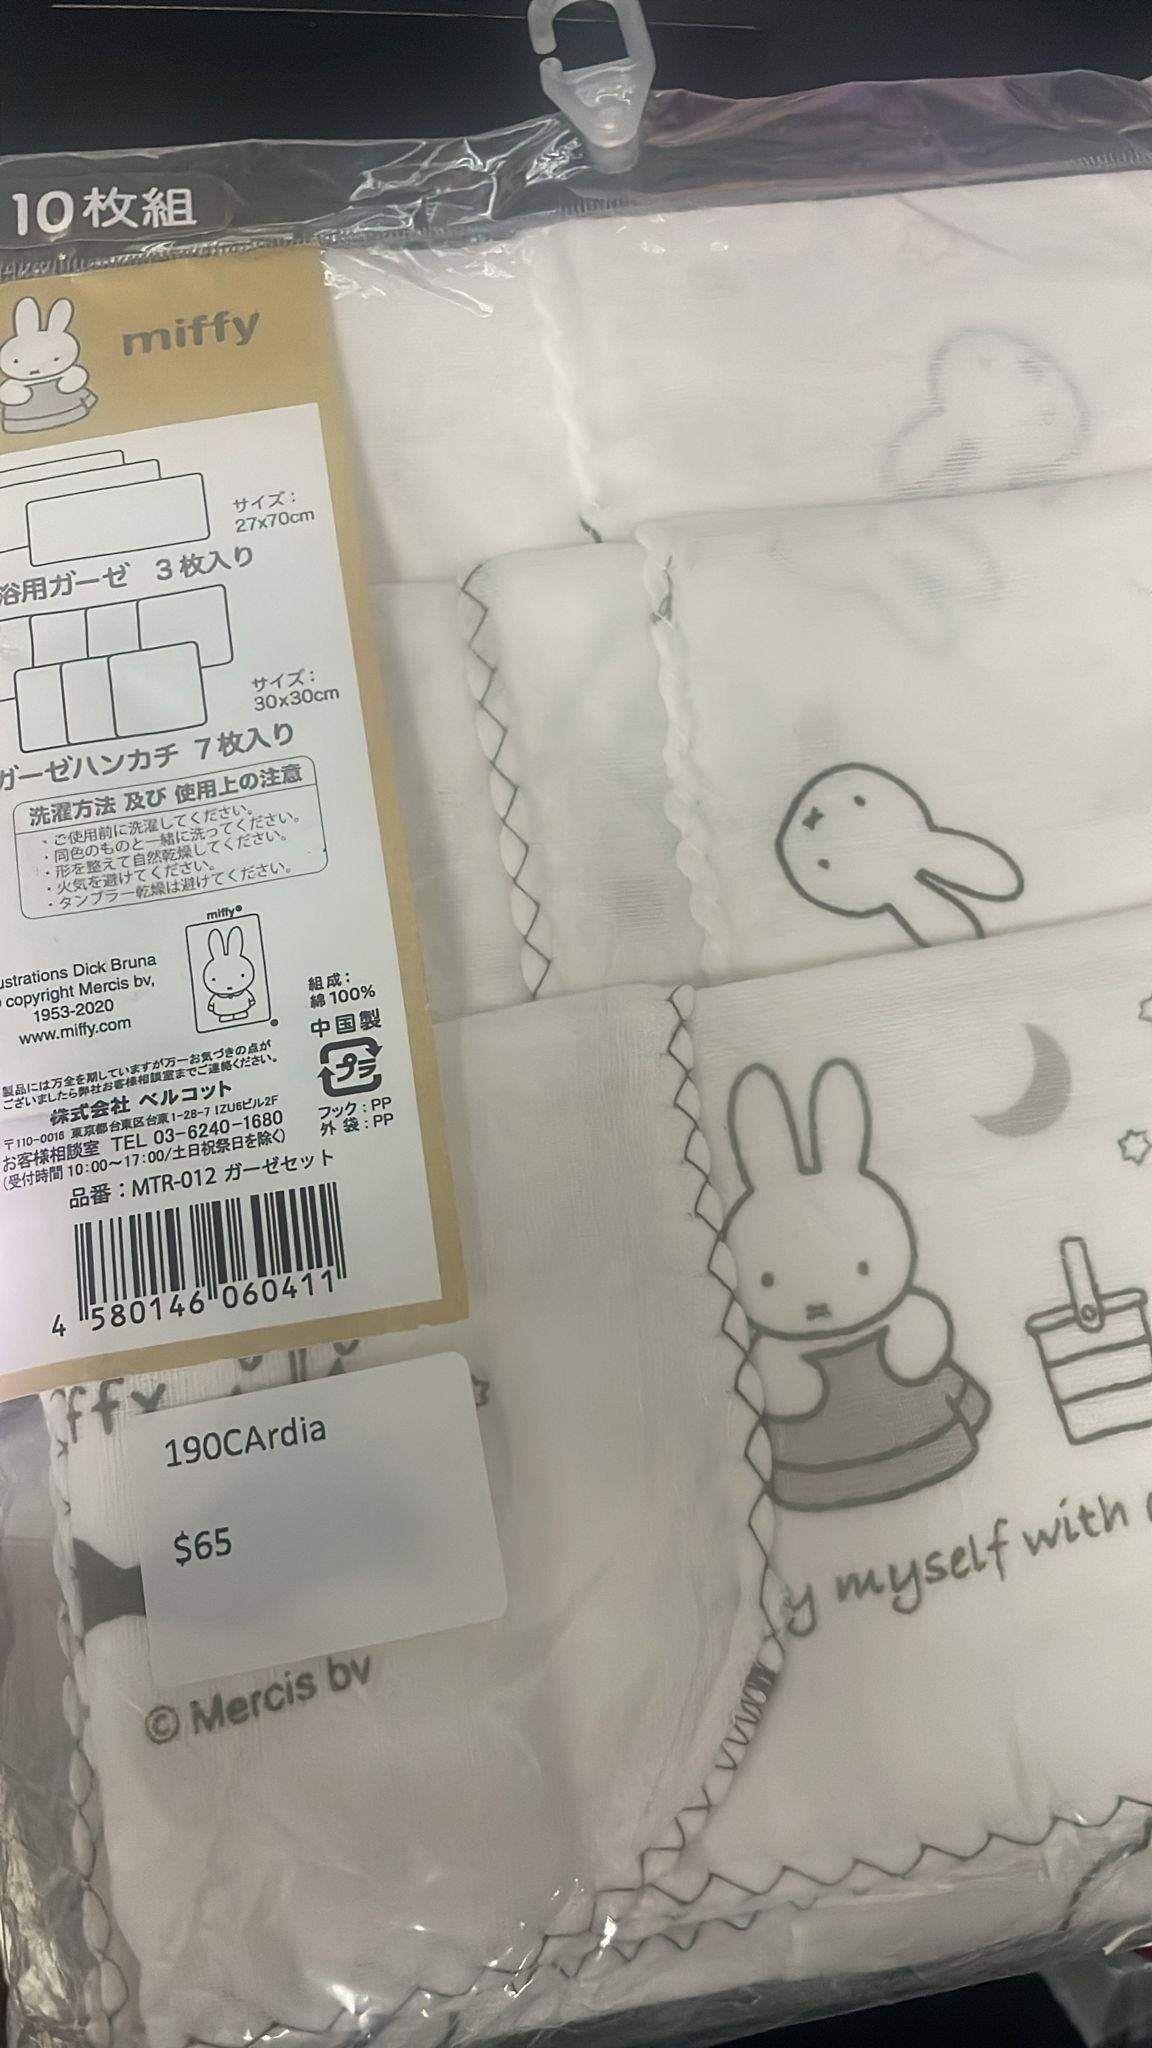 10枚組
miffy
サイズ：
27x70cm
浴用ガーゼ 3枚入り
サイズ：
30x30cm
ガーゼハンカチ 7枚入り
洗濯方法 及び 使用上の注意
・ご使用前に洗濯してください。
・同色のものと一緒に洗ってください。
・形を整えて自然乾燥してください。
・火気を避けてください。
・タンブラー乾燥は避けてください。
miffy®
ustrations Dick Bruna
© copyright Mercis bv,
1953-2020
www.miffy.com
組成：
綿100%
中国製
プラ
フック：PP
外袋：PP
製品には万全を期していますが万一お気づきの点が
ございましたら弊社お客様相談室までご連絡ください。
株式会社 ベルコット
〒110-0016 東京都台東区台東1-28-7 IZU6ビル2F
お客様相談室 TEL 03-6240-1680
(受付時間 10:00〜17:00/土日祝祭日を除く)
品番：MTR-012 ガーゼセット
4 580146 060411
ffy
190CArdia
$65
© Mercis bv
y myself with